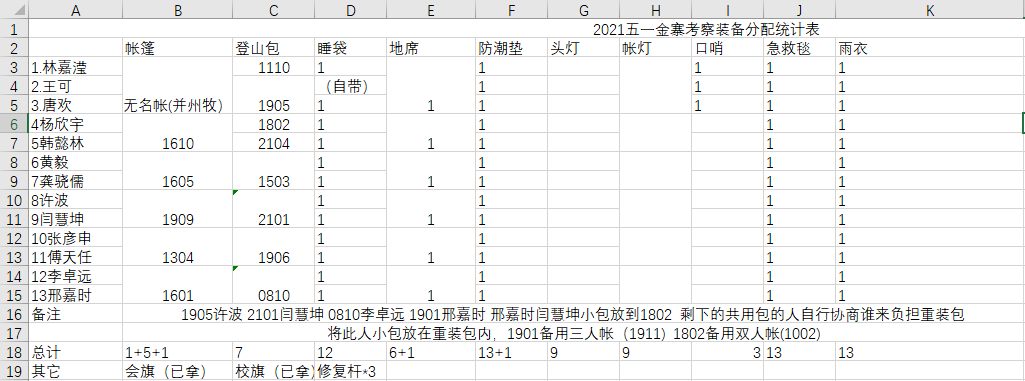 A B C D E F G H I J K
1 2021五一金寨考察装备分配统计表
2 帐篷 登山包 睡袋 地席 防潮垫 头灯 帐灯 口哨 急救毯 雨衣
3 1.林嘉滢 1110 1 1 1 1 1
4 2.王可 （自带） 1 1 1 1
5 3.唐欢 无名帐(并州牧） 1905 1 1 1 1 1 1
6 4杨欣宇 1802 1 1 1 1
7 5韩懿林 1610 2104 1 1 1 1 1
8 6黄毅 1 1 1 1
9 7龚骁儒 1605 1503 1 1 1 1 1
10 8许波 1 1 1 1
11 9闫慧坤 1909 2101 1 1 1 1 1
12 10张彦申 1 1 1 1
13 11傅天任 1304 1906 1 1 1 1 1
14 12李卓远 1 1 1 1
15 13邢嘉时 1601 0810 1 1 1 1 1
16 备注 1905许波 2101闫慧坤 0810李卓远 1901邢嘉时 邢嘉时闫慧坤小包放到1802 剩下的共用包的人自行协商谁来负担重装包
17 将此人小包放在重装包内，1901备用三人帐（1911) 1802备用双人帐(1002)
18 总计 1+5+1 7 12 6+1 13+1 9 9 3 13 13
19 其它 会旗（已拿） 校旗（已拿） 修复杆*3